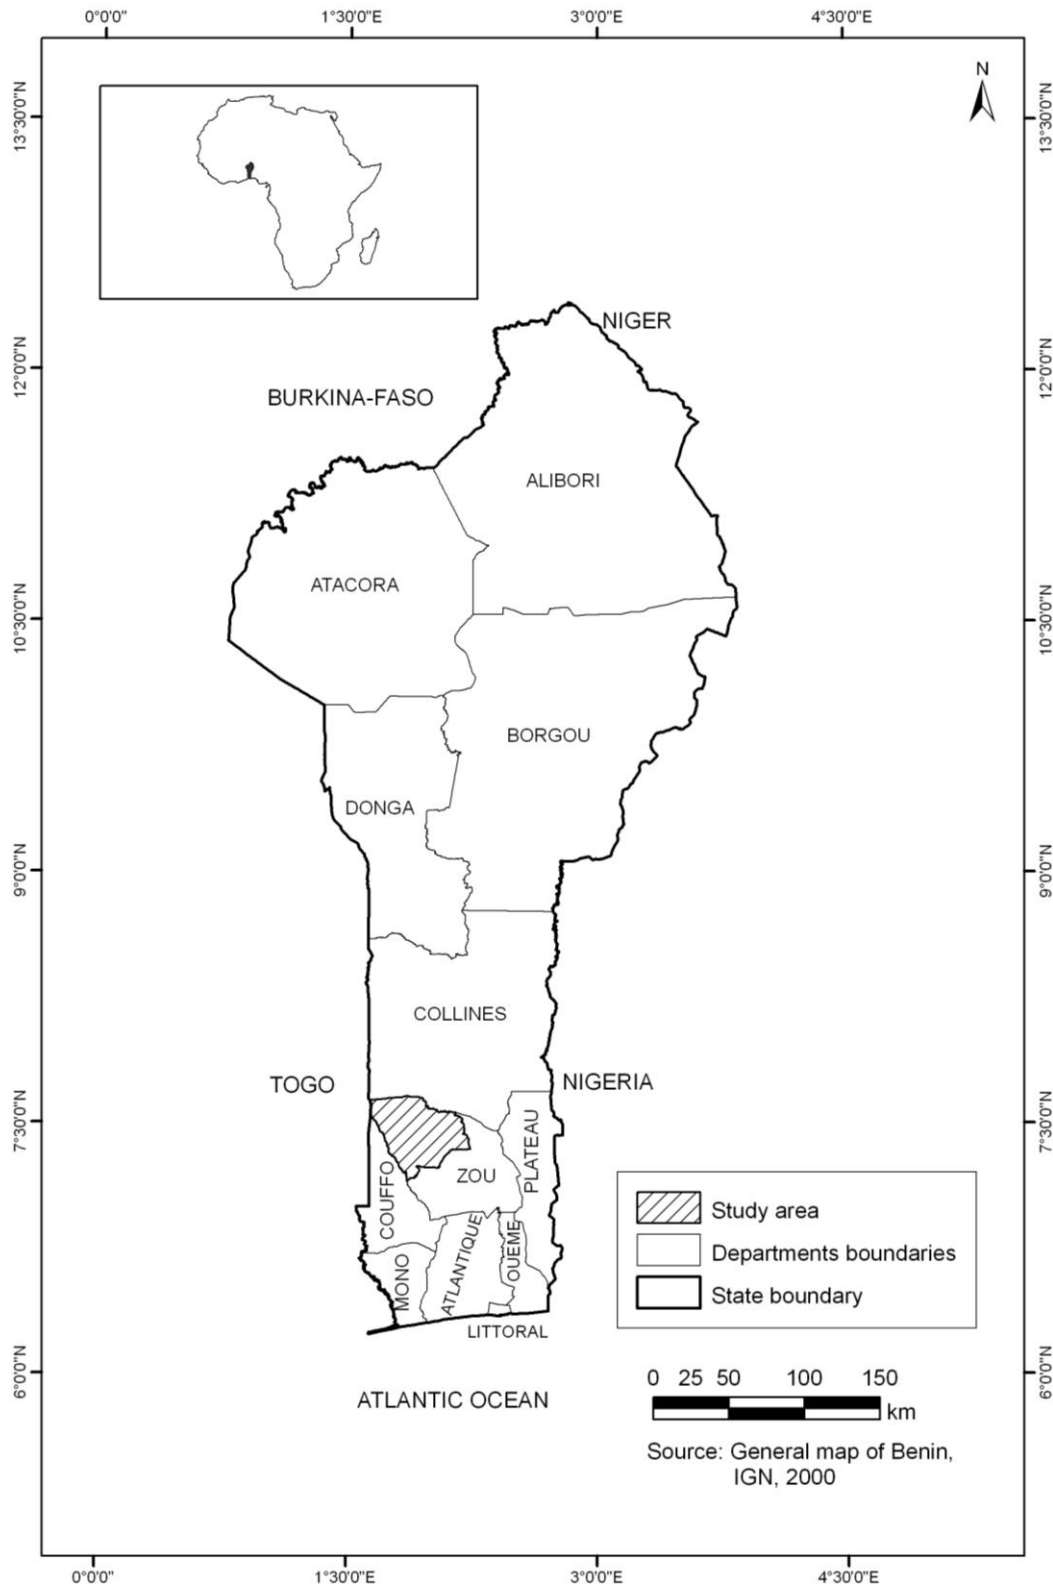 0°0'0" 1°30'0"E 3°0'0"E 4°30'0"E
N
13°30'0"N 13°30'0"N
NIGER
12°0'0"N 12°0'0"N
BURKINA-FASO
ALIBORI
ATACORA
10°30'0"N 10°30'0"N
BORGOU
DONGA
9°0'0"N 9°0'0"N
COLLINES
TOGO NIGERIA
7°30'0"N 7°30'0"N
PLATEAU
ZOU
COUFFO
Study area
ATLANTIQUE
OUEME
Departments boundaries
MONO
State boundary
LITTORAL
6°0'0"N 6°0'0"N
0 25 50 100 150
ATLANTIC OCEAN
km
Source: General map of Benin,
IGN, 2000
0°0'0" 1°30'0"E 3°0'0"E 4°30'0"E